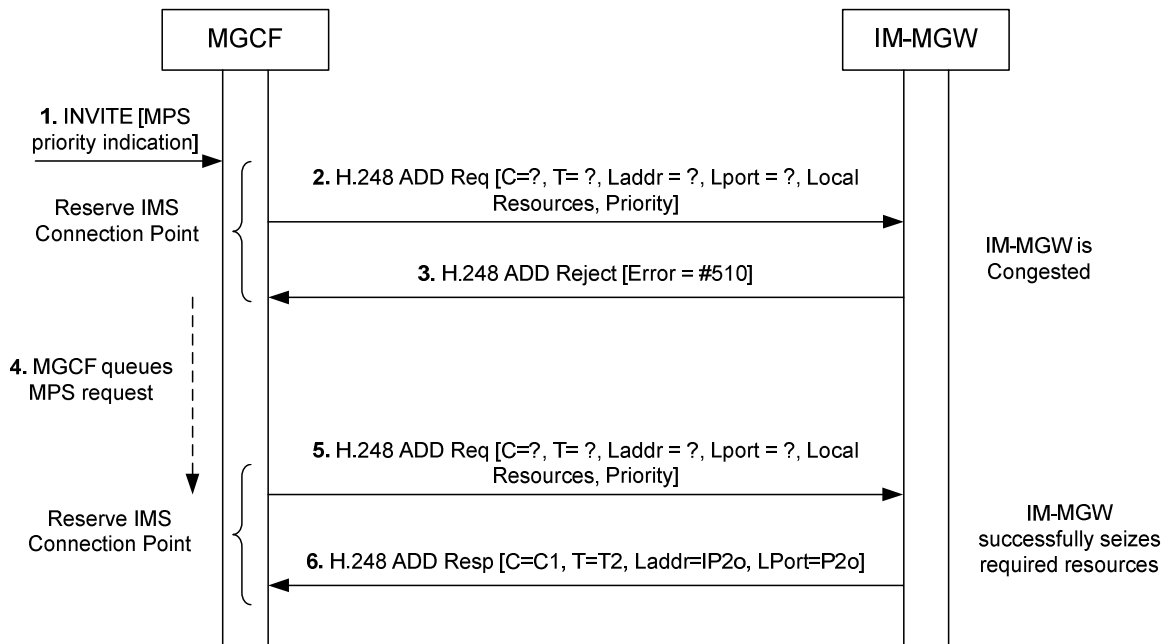 MGCF
IM-MGW
1. INVITE [MPS
priority indication]
2. H.248 ADD Req [C=?, T= ?, Laddr = ?, Lport = ?, Local
Resources, Priority]
Reserve IMS
Connection Point
IM-MGW is
Congested
3. H.248 ADD Reject [Error = #510]
4. MGCF queues
MPS request
5. H.248 ADD Req [C=?, T= ?, Laddr = ?, Lport = ?, Local
Resources, Priority]
Reserve IMS
Connection Point
IM-MGW
successfully seizes
required resources
6. H.248 ADD Resp [C=C1, T=T2, Laddr=IP2o, LPort=P2o]